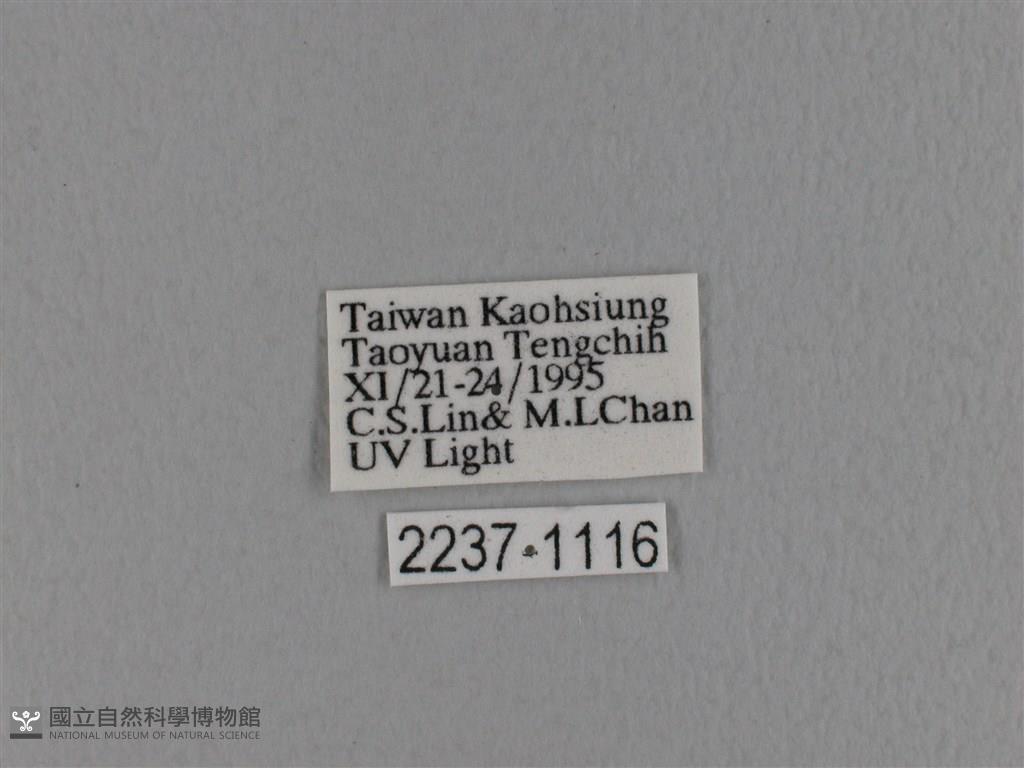 Taiwan Kaohsiung
Taoyuan Tengchih
XI/21-24/1995
C.S.Lin& M.LChan
UV Light
2237-1116
國立自然科學博物館
NATIONAL MUSEUM OF NATURAL SCIENCE